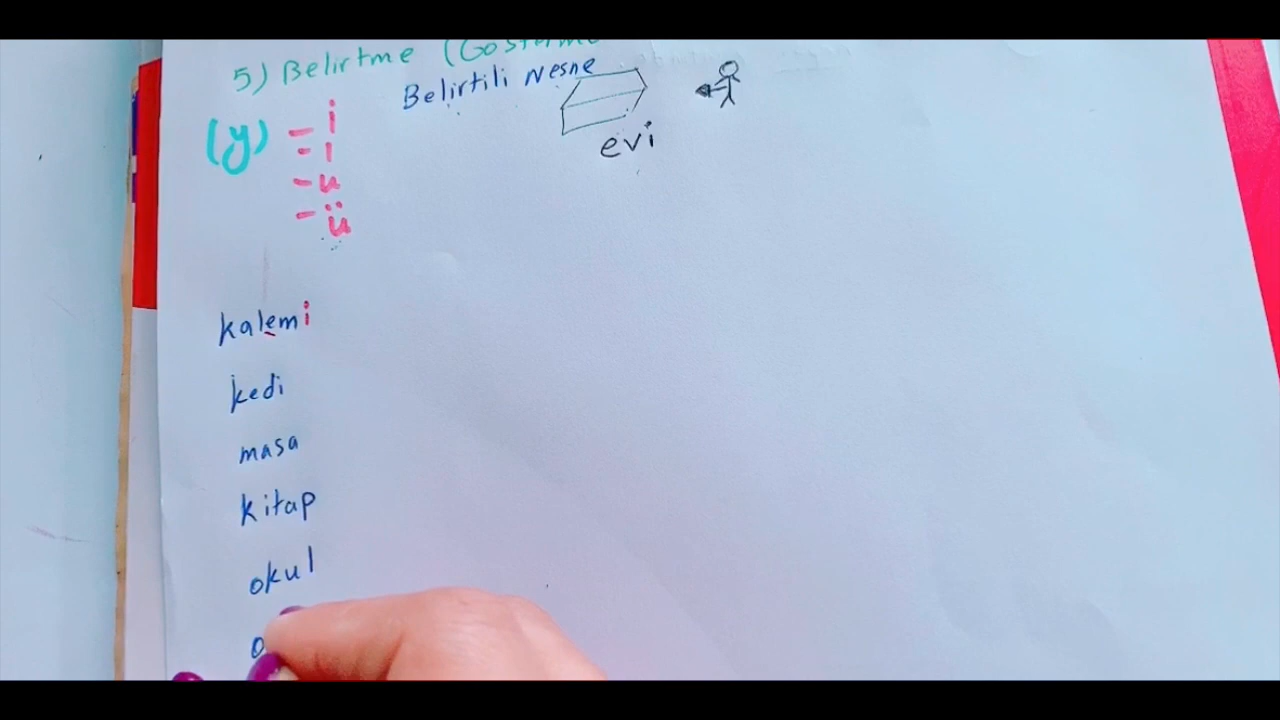 5) Belirtme
Belirtili Nesne
(y) - i
- ı
- u
- ü
evi
kalemi
kedi
masa
kitap
okul